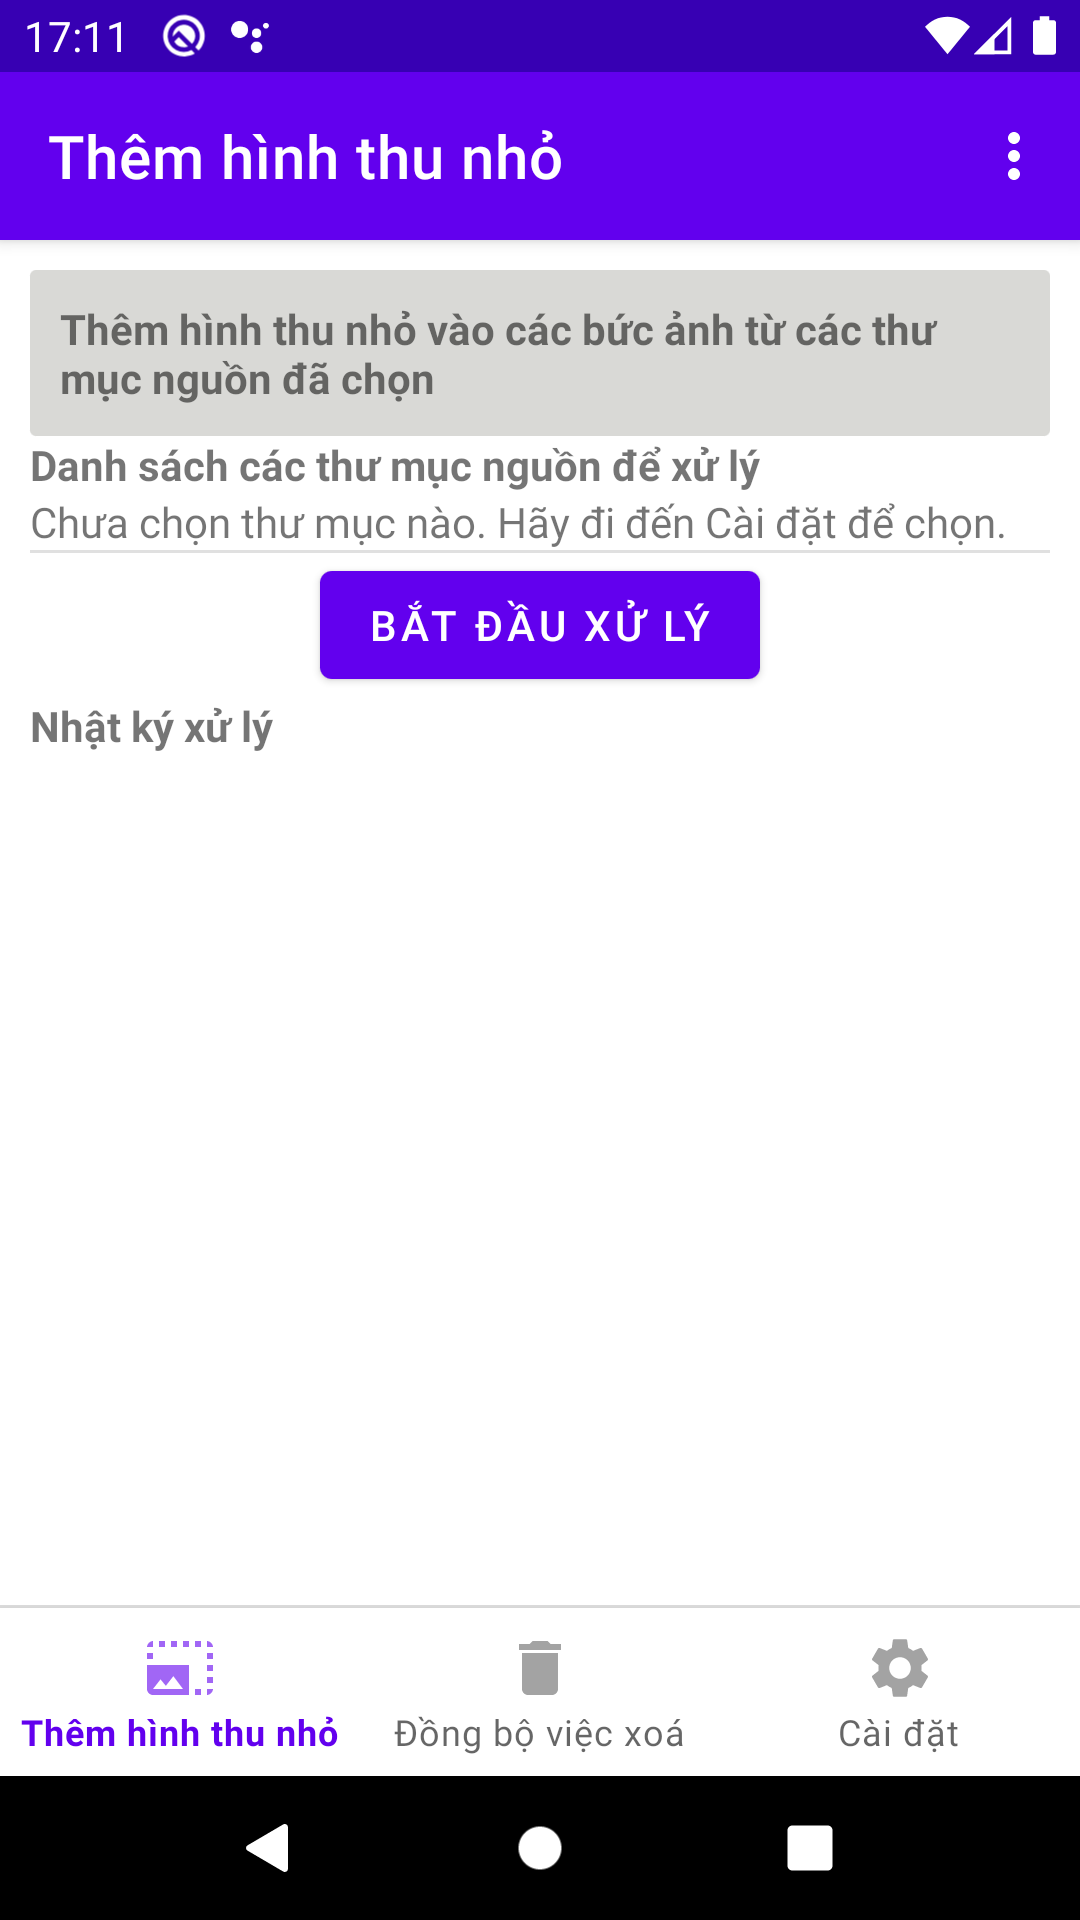 17:11
Thêm hình thu nhỏ
Thêm hình thu nhỏ vào các bức ảnh từ các thư
mục nguồn đã chọn
Danh sách các thư mục nguồn để xử lý
Chưa chọn thư mục nào. Hãy đi đến Cài đặt để chọn.
BẮT ĐẦU XỬ LÝ
Nhật ký xử lý
Thêm hình thu nhỏ
Đồng bộ việc xoá
Cài đặt